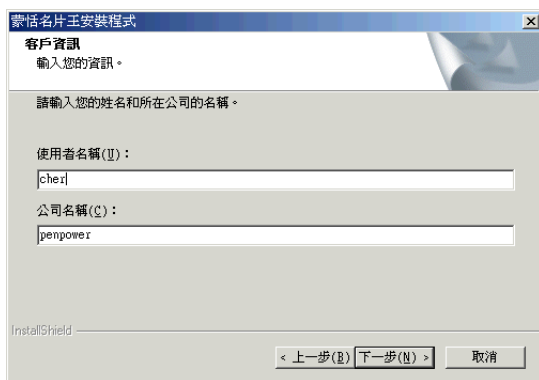 蒙恬名片王安裝程式
客戶資訊
輸入您的資訊。
請輸入您的姓名和所在公司的名稱。
使用者名稱(U)：
cher
公司名稱(C)：
penpower
InstallShield
< 上一步(B) 下一步(N) > 取消